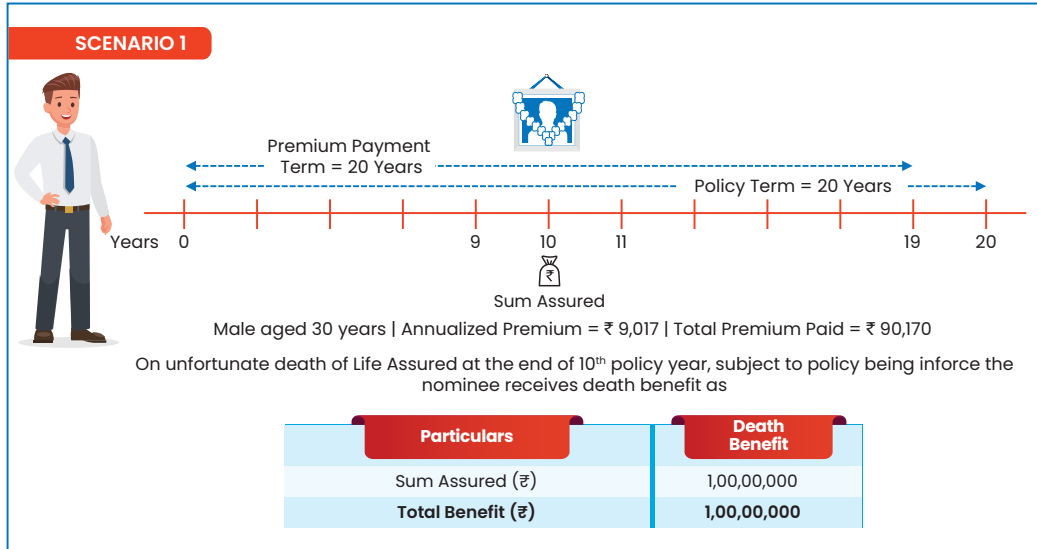 SCENARIO 1
Premium Payment
Term = 20 Years
Policy Term = 20 Years
Years 0 9 10 11 19 20
₹
Sum Assured
Male aged 30 years | Annualized Premium = ₹ 9,017 | Total Premium Paid = ₹ 90,170
On unfortunate death of Life Assured at the end of 10th policy year, subject to policy being inforce the
nominee receives death benefit as
Particulars Death
Benefit
Sum Assured (₹) 1,00,00,000
Total Benefit (₹) 1,00,00,000